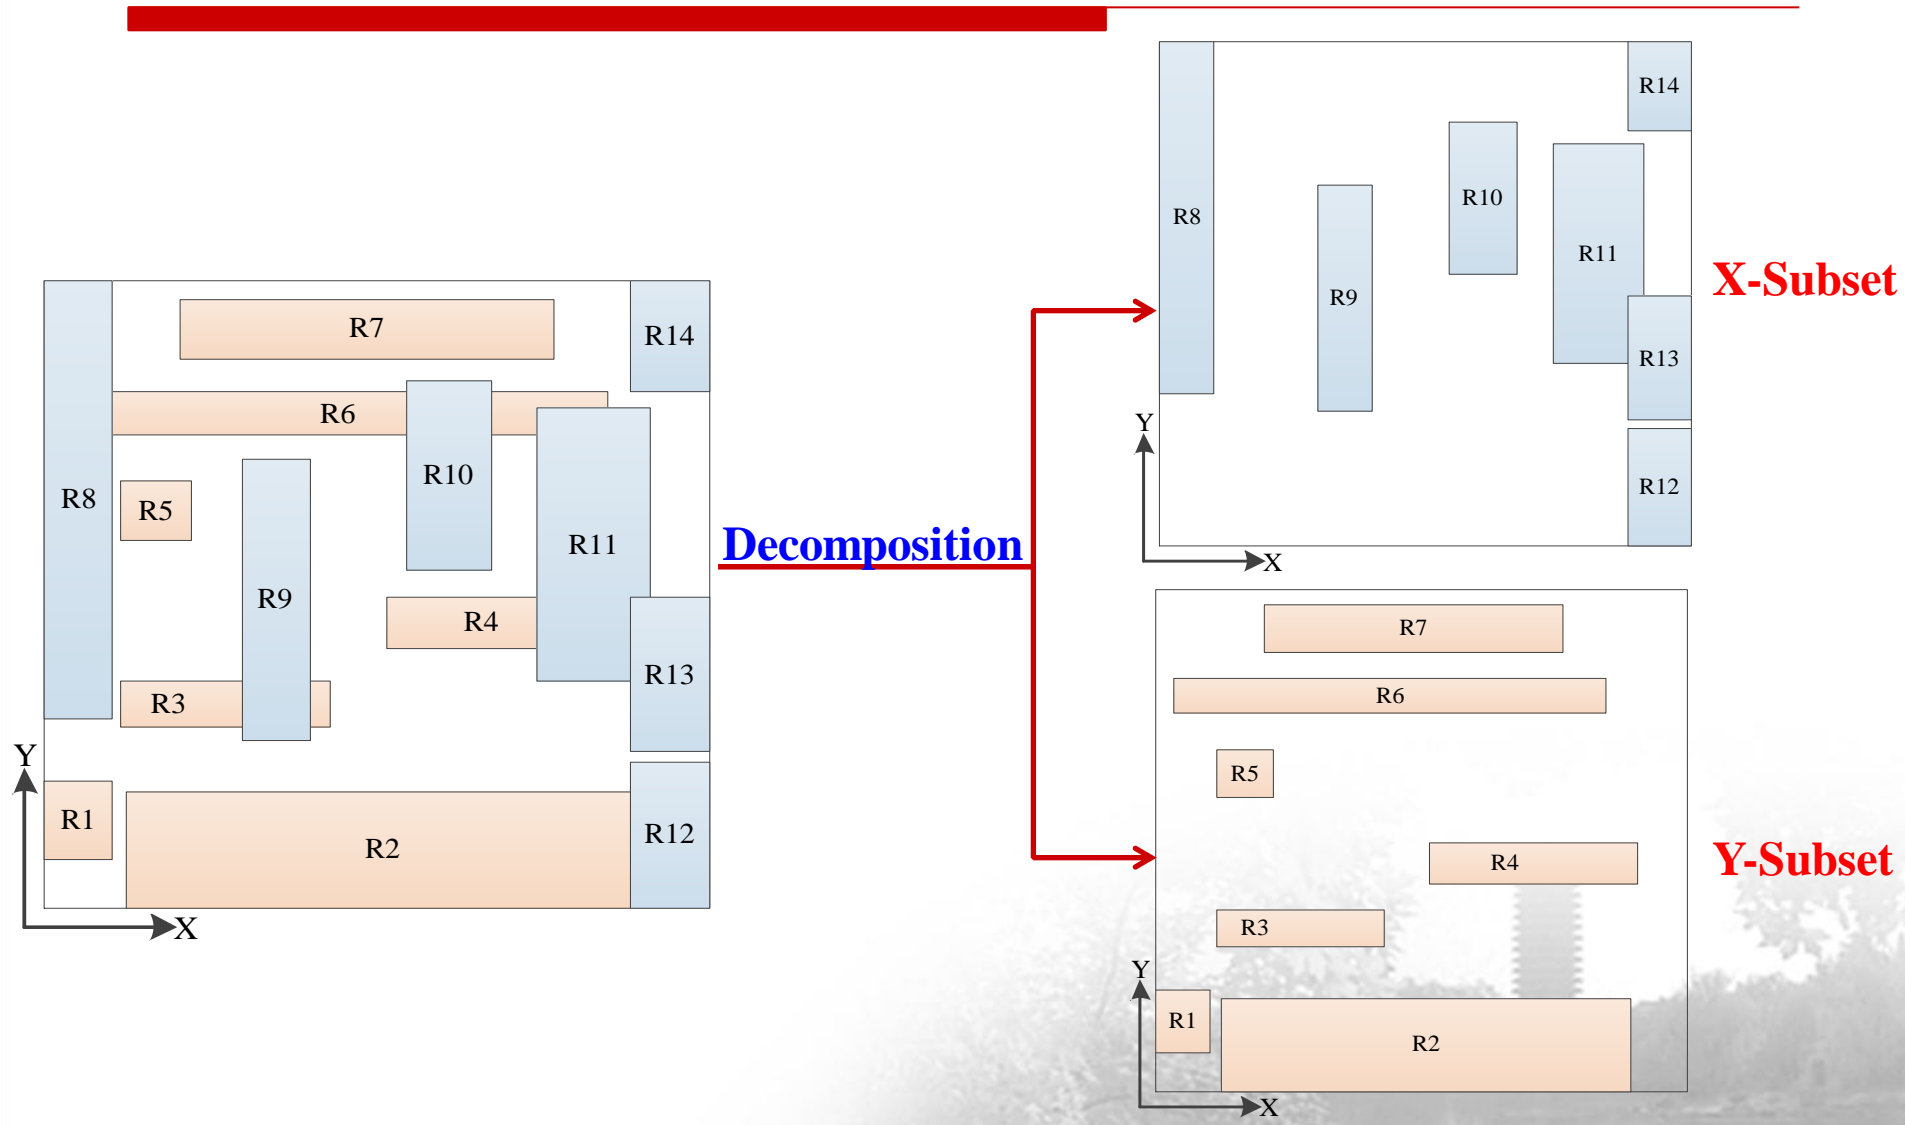 R7
R14
R6
R10
R8
R5
R11
R9
R4
R13
R3
Y
R1
R12
R2
X
Decomposition
R14
R10
R8
R11
R9
R13
Y
R12
X
X-Subset
R7
R6
R5
R4
R3
Y
R1
R2
X
Y-Subset